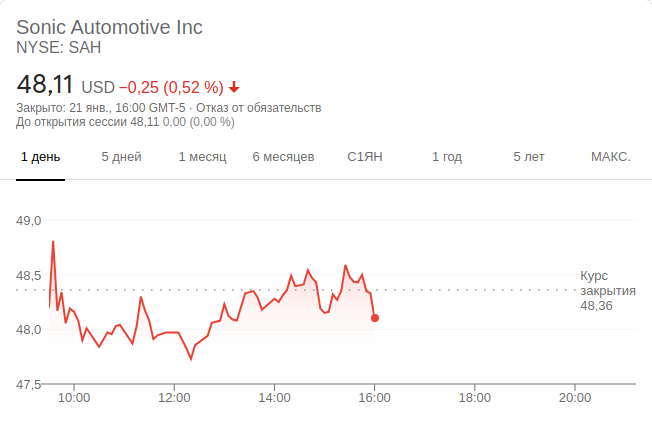 Sonic Automotive Inc
NYSE: SAH
48,11 USD −0,25 (0,52 %)
Закрыто: 21 янв., 16:00 GMT-5 · Отказ от обязательств
До открытия сессии 48,11 0,00 (0,00 %)
1 день 5 дней 1 месяц 6 месяцев С1ЯН 1 год 5 лет МАКС.
49,0
48,5
Курс
закрытия
48,36
48,0
47,5
10:00 12:00 14:00 16:00 18:00 20:00